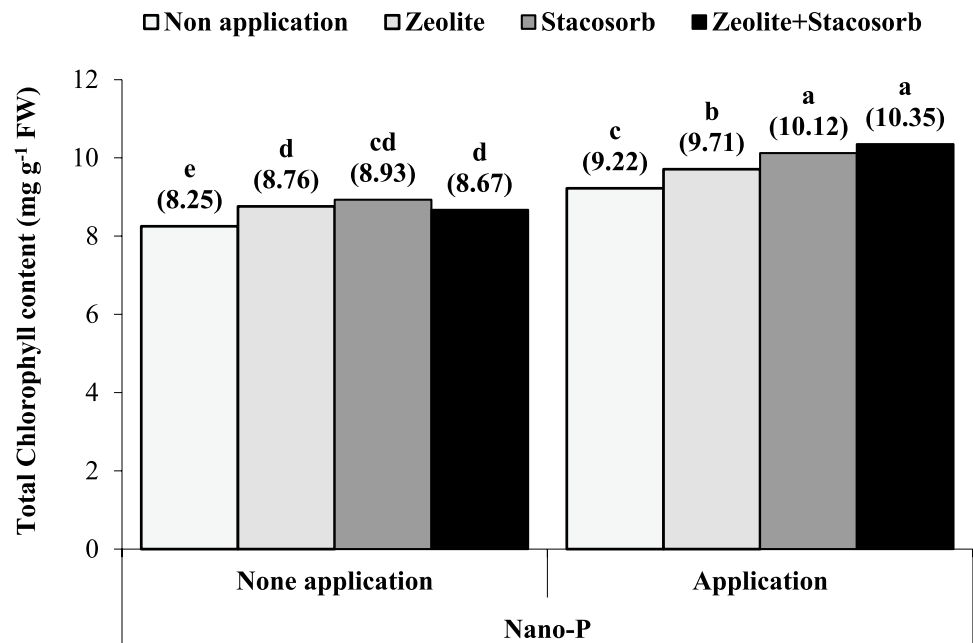 Non application Zeolite Stacosorb Zeolite+Stacosorb
Total Chlorophyll content (mg g⁻¹ FW)
12
10
8
6
4
2
0
e
(8.25)
d
(8.76)
cd
(8.93)
d
(8.67)
c
(9.22)
b
(9.71)
a
(10.12)
a
(10.35)
None application Application
Nano-P